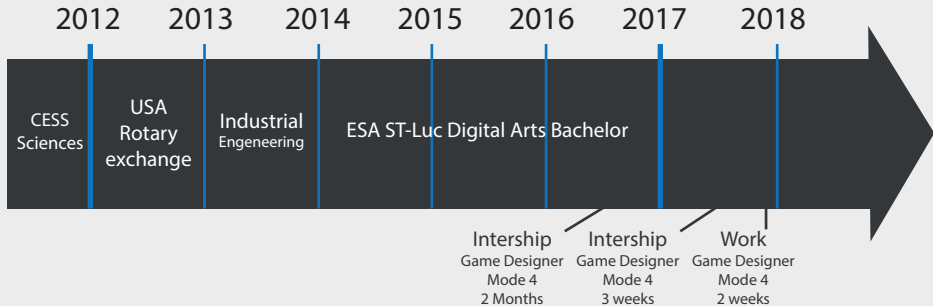 2012 2013 2014 2015 2016 2017 2018
CESS
Sciences
USA
Rotary
exchange
Industrial
Engeneering
ESA ST-Luc Digital Arts Bachelor
Intership
Game Designer
Mode 4
2 Months
Intership
Game Designer
Mode 4
3 weeks
Work
Game Designer
Mode 4
2 weeks